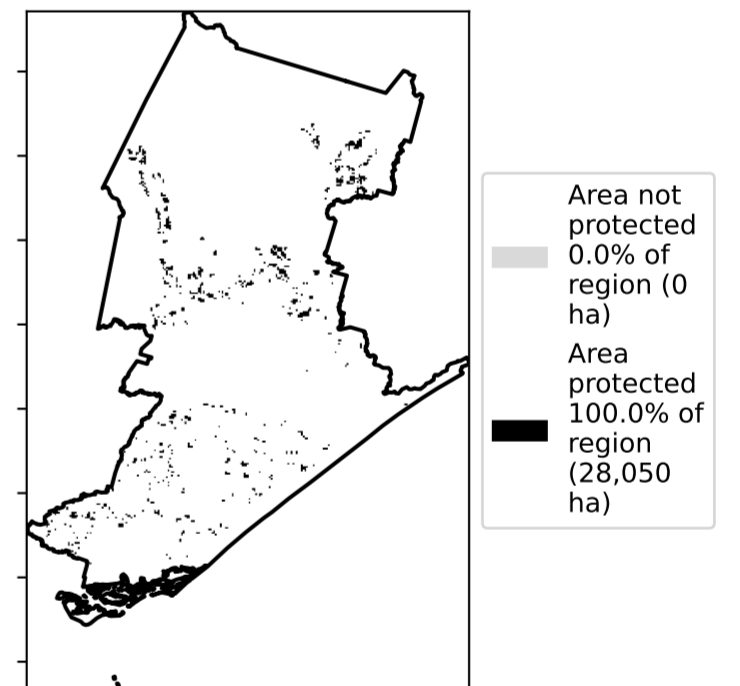 Area not
protected
0.0% of
region (0
ha)
Area
protected
100.0% of
region
(28,050
ha)